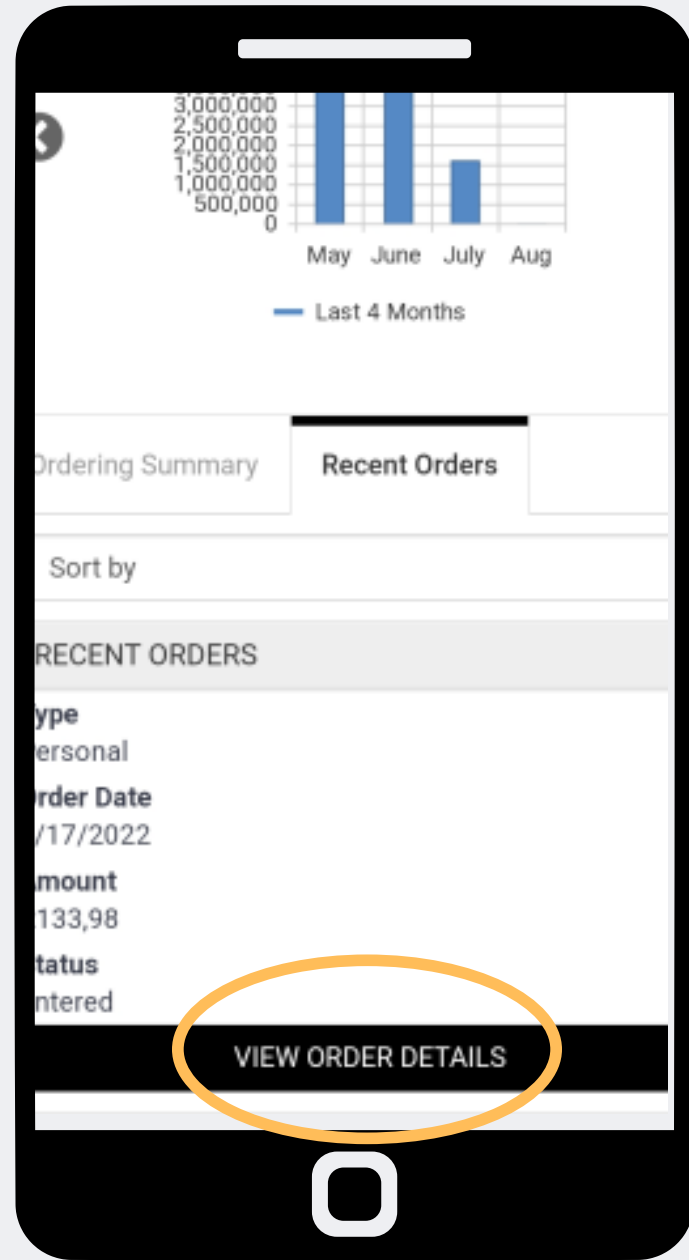 3,000,000
2,500,000
2,000,000
1,500,000
1,000,000
500,000
0
May June July Aug
Last 4 Months
Ordering Summary Recent Orders
Sort by
RECENT ORDERS
ype
ersonal
rder Date
/17/2022
mount
133,98
tatus
ntered
VIEW ORDER DETAILS